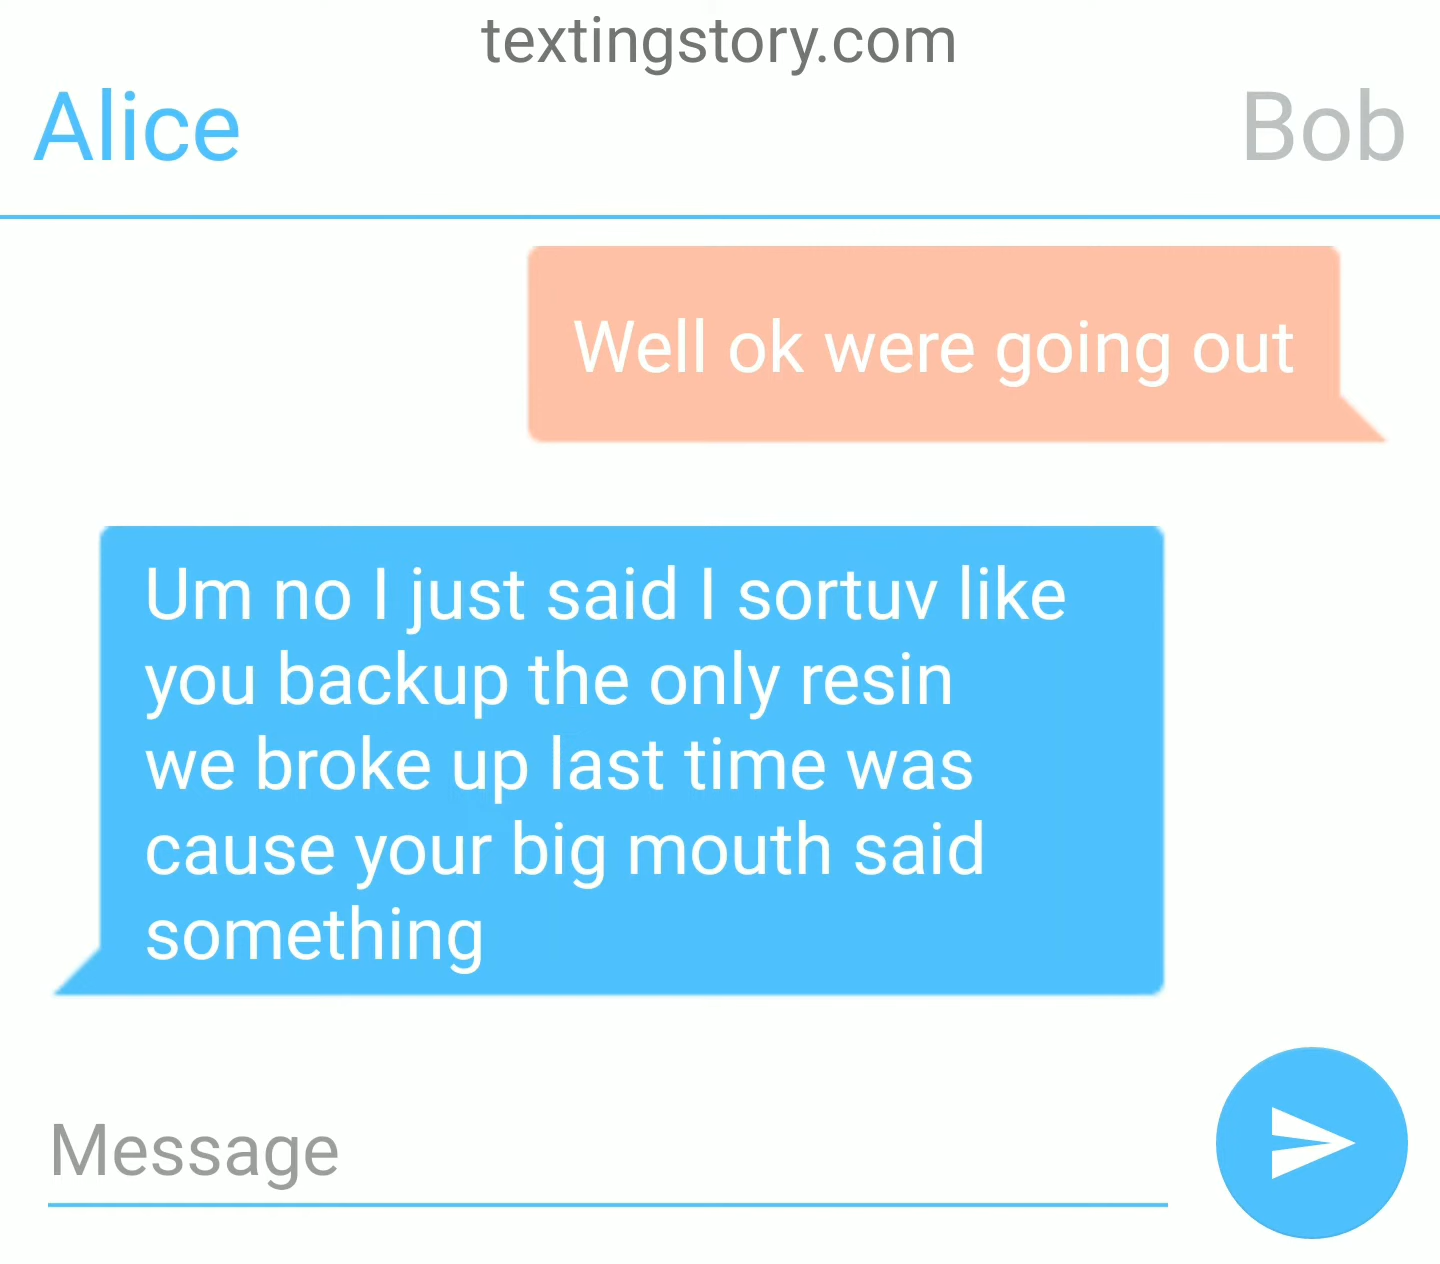 textingstory.com
Alice Bob
Well ok were going out
Um no I just said I sortuv like
you backup the only resin
we broke up last time was
cause your big mouth said
something
Message